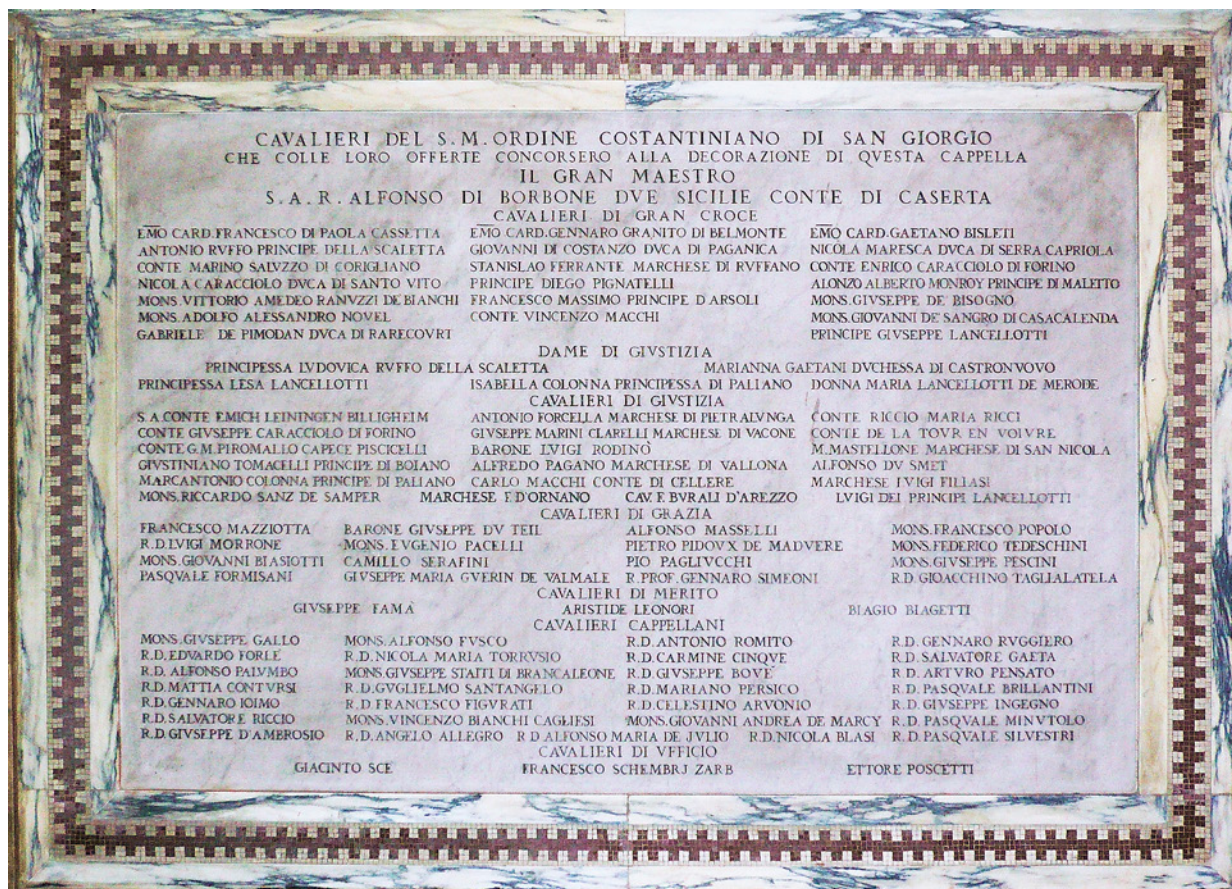 CAVALIERI DEL S.M. ORDINE COSTANTINIANO DI SAN GIORGIO
CHE COLLE LORO OFFERTE CONCORSERO ALLA DECORAZIONE DI QVESTA CAPPELLA
IL GRAN MAESTRO
S.A.R. ALFONSO DI BORBONE DVE SICILIE CONTE DI CASERTA
CAVALIERI DI GRAN CROCE
EMO CARD. FRANCESCO DI PAOLA CASSETTA EMO CARD. GENNARO GRANITO DI BELMONTE EMO CARD. GAETANO BISLETI
ANTONIO RVFFO PRINCIPE DELLA SCALETTA GIOVANNI DI COSTANZO DVCA DI PAGANICA NICOLA MARESCA DVCA DI SERRA CAPRIOLA
CONTE MARINO SALVZZO DI CORIGLIANO STANISLAO FERRANTE MARCHESE DI RVFFANO CONTE ENRICO CARACCIOLO DI FORINO
NICOLA CARACCIOLO DVCA DI SANTO VITO PRINCIPE DIEGO PIGNATELLI ALONZO ALBERTO MONROY PRINCIPE DI MALETTO
MONS. VITTORIO AMEDEO RANVZZI DE' BIANCHI FRANCESCO MASSIMO PRINCIPE D'ARSOLI MONS. GIVSEPPE DE' BISOGNO
MONS. ADOLFO ALESSANDRO NOVEL CONTE VINCENZO MACCHI MONS. GIOVANNI DE' SANGRO DI CASACALENDA
GABRIELE DE PIMODAN DVCA DI RARECOVRT PRINCIPE GIVSEPPE LANCELLOTTI
DAME DI GIVSTIZIA
PRINCIPESSA LVDOVICA RVFFO DELLA SCALETTA MARIANNA GAETANI DVCHESSA DI CASTRONVOVO
PRINCIPESSA LESA LANCELLOTTI ISABELLA COLONNA PRINCIPESSA DI PALIANO DONNA MARIA LANCELLOTTI DE MERODE
CAVALIERI DI GIVSTIZIA
S.A. CONTE EMICH LEININGEN BILLIGHEIM ANTONIO FORCELLA MARCHESE DI PIETRALVNGA CONTE RICCIO MARIA RICCI
CONTE GIVSEPPE CARACCIOLO DI FORINO GIVSEPPE MARINI CLARELLI MARCHESE DI VACONE CONTE DE LA TOVR EN VOIVRE
CONTE G.M. PIROMALLO CAPECE PISCICELLI BARONE LVIGI RODINÒ M. MASTELLONE MARCHESE DI SAN NICOLA
GIVSTINIANO TOMACELLI PRINCIPE DI BOIANO ALFREDO PAGANO MARCHESE DI VALLONA ALFONSO DV SMET
MARCANTONIO COLONNA PRINCIPE DI PALIANO CARLO MACCHI CONTE DI CELLERE MARCHESE LVIGI FILIASI
MONS. RICCARDO SANZ DE SAMPER MARCHESE F. D'ORNANO CAV. F. BVRALI D'AREZZO LVIGI DEI PRINCIPI LANCELLOTTI
CAVALIERI DI GRAZIA
FRANCESCO MAZZIOTTA BARONE GIVSEPPE DV TEIL ALFONSO MASSELLI MONS. FRANCESCO POPOLO
R.D. LVIGI MORRONE MONS. EVGENIO PACELLI PIETRO PIDOVX DE MADVERE MONS. FEDERICO TEDESCHINI
MONS. GIOVANNI BIASIOTTI CAMILLO SERAFINI PIO PAGLIVCCHI MONS. GIVSEPPE PESCINI
PASQVALE FORMISANI GIVSEPPE MARIA GVERIN DE VALMALE R. PROF. GENNARO SIMEONI R.D. GIOACCHINO TAGLIALATELA
CAVALIERI DI MERITO
GIVSEPPE FAMÀ ARISTIDE LEONORI BIAGIO BIAGETTI
CAVALIERI CAPPELLANI
MONS. GIVSEPPE GALLO MONS. ALFONSO FVSCO R.D. ANTONIO ROMITO R.D. GENNARO RVGGIERO
R.D. EDVARDO FORLÈ R.D. NICOLA MARIA TORRVSIO R.D. CARMINE CINQVE R.D. SALVATORE GAETA
R.D. ALFONSO PALVMBO MONS. GIVSEPPE STAITI DI BRANCALEONE R.D. GIVSEPPE BOVE R.D. ARTVRO PENSATO
R.D. MATTIA CONTVRSI R.D. GVGLIELMO SANTANGELO R.D. MARIANO PERSICO R.D. PASQVALE BRILLANTINI
R.D. GENNARO IOIMO R.D. FRANCESCO FIGVRATI R.D. CELESTINO ARVONIO R.D. GIVSEPPE INGEGNO
R.D. SALVATORE RICCIO MONS. VINCENZO BIANCHI CAGLIESI MONS. GIOVANNI ANDREA DE MARCY R.D. PASQVALE MINVTOLO
R.D. GIVSEPPE D'AMBROSIO R.D. ANGELO ALLEGRO R.D ALFONSO MARIA DE JVLIO R.D. NICOLA BLASI R.D. PASQVALE SILVESTRI
CAVALIERI DI VFFICIO
GIACINTO SCE FRANCESCO SCHEMBRJ ZARB ETTORE POSCETTI